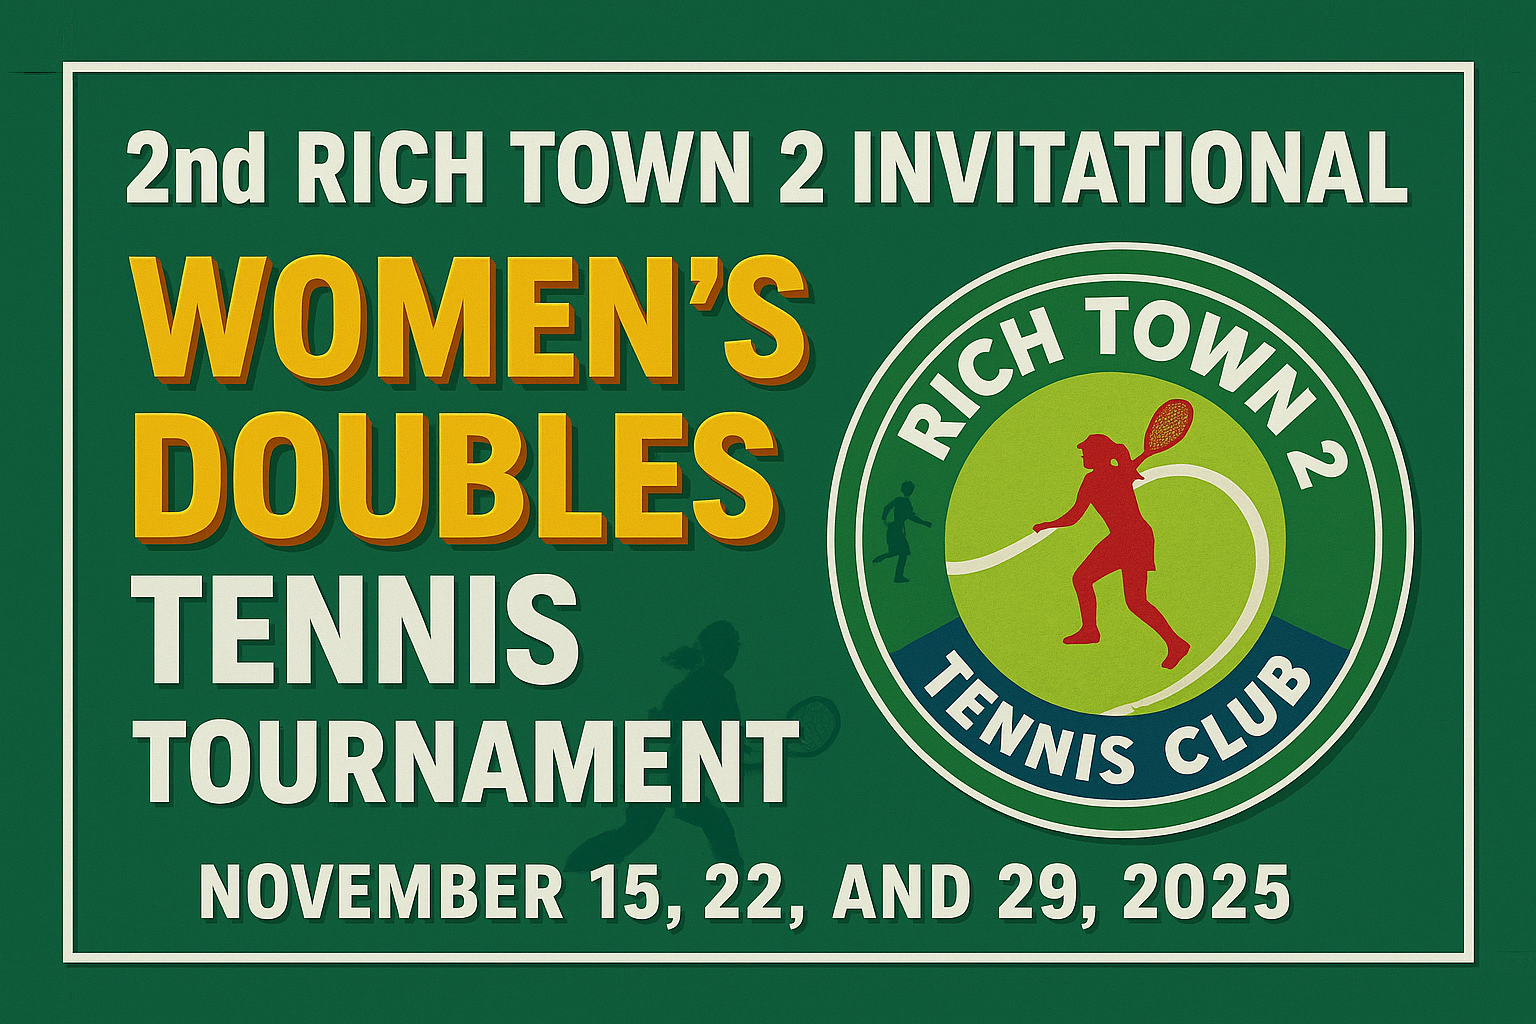 2nd RICH TOWN 2 INVITATIONAL
WOMEN'S
DOUBLES
TENNIS
TOURNAMENT
RICH TOWN 2
TENNIS CLUB
NOVEMBER 15, 22, AND 29, 2025